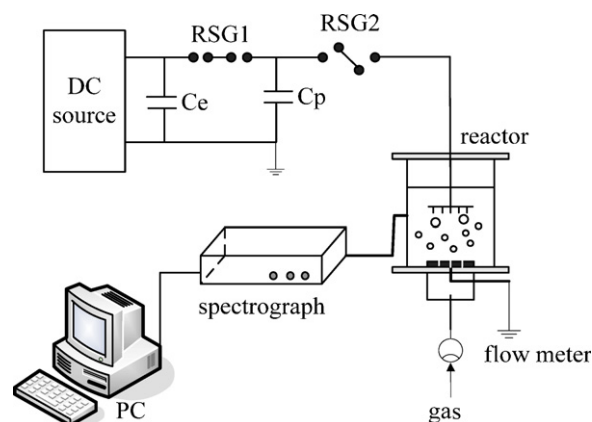 RSG1
RSG2
DC
source
Ce
Cp
reactor
spectrograph
flow meter
PC
gas